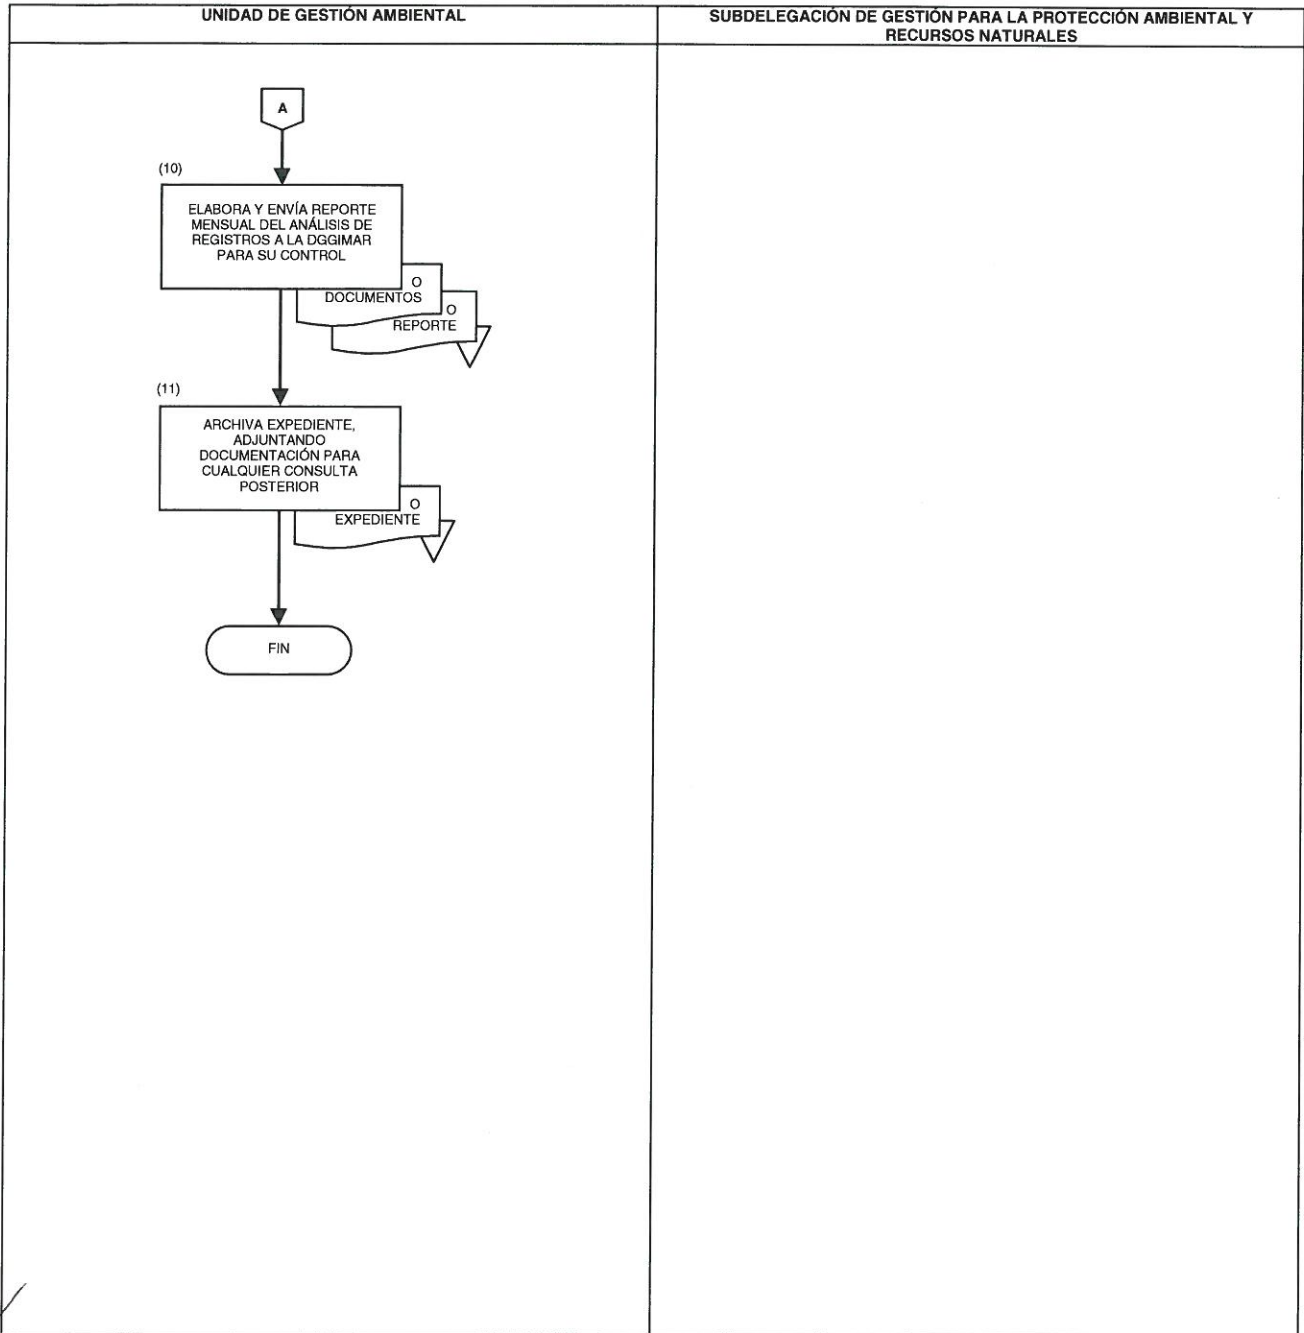 UNIDAD DE GESTIÓN AMBIENTAL
SUBDELEGACIÓN DE GESTIÓN PARA LA PROTECCIÓN AMBIENTAL Y
RECURSOS NATURALES
A
(10)
ELABORA Y ENVÍA REPORTE
MENSUAL DEL ANÁLISIS DE
REGISTROS A LA DGGIMAR
PARA SU CONTROL
O
DOCUMENTOS
O
REPORTE
(11)
ARCHIVA EXPEDIENTE,
ADJUNTANDO
DOCUMENTACIÓN PARA
CUALQUIER CONSULTA
POSTERIOR
O
EXPEDIENTE
FIN